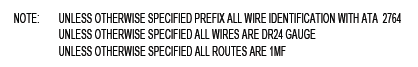 NOTE: UNLESS OTHERWISE SPECIFIED PREFIX ALL WIRE IDENTIFICATION WITH ATA 2764
UNLESS OTHERWISE SPECIFIED ALL WIRES ARE DR24 GAUGE
UNLESS OTHERWISE SPECIFIED ALL ROUTES ARE 1MF